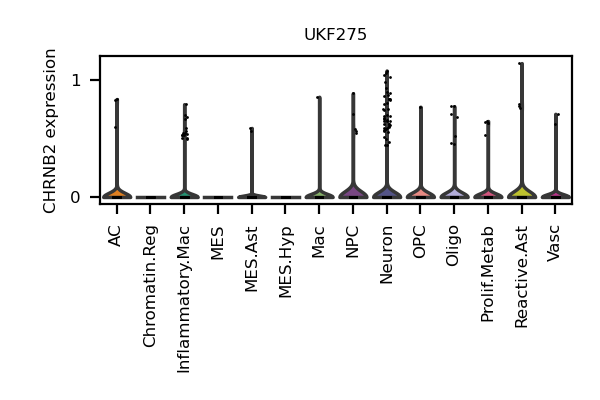 UKF275
CHRNB2 expression
1
0
AC
Chromatin.Reg
Inflammatory.Mac
MES
MES.Ast
MES.Hyp
Mac
NPC
Neuron
OPC
Oligo
Prolif.Metab
Reactive.Ast
Vasc